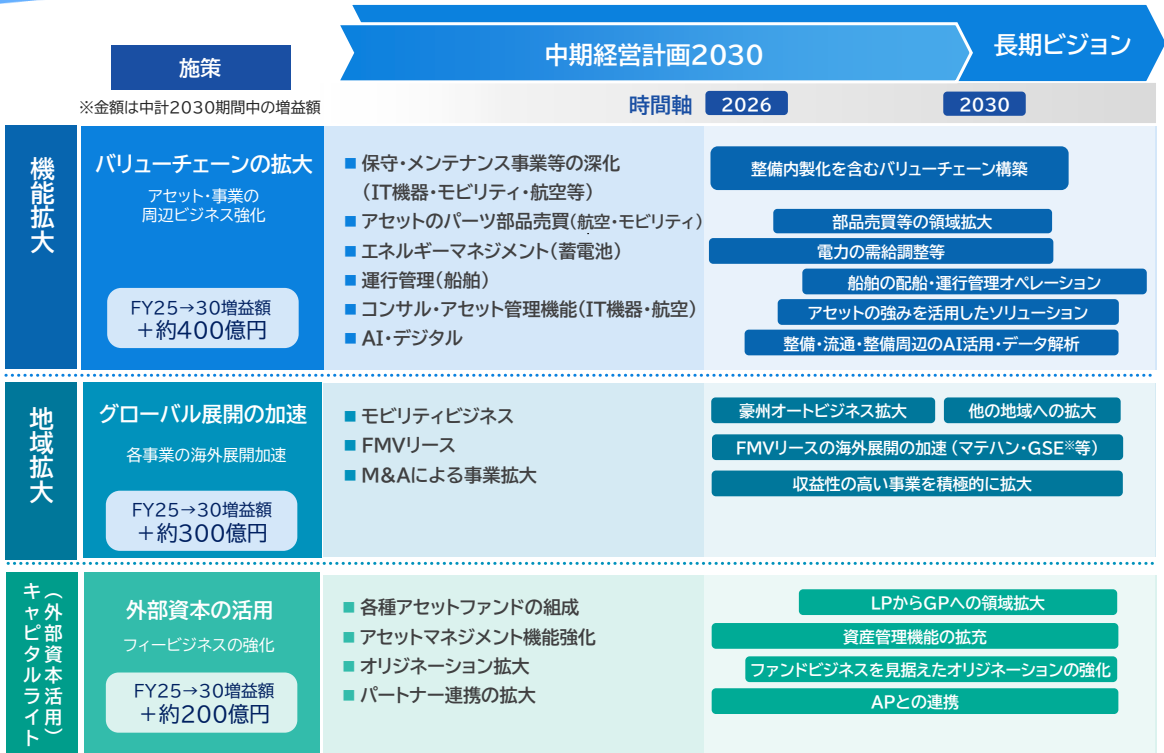 中期経営計画2030
長期ビジョン
施策
※金額は中計2030期間中の増益額
時間軸
2026
2030
機能拡大
バリューチェーンの拡大
アセット・事業の
周辺ビジネス強化
FY25→30増益額
＋約400億円
■ 保守・メンテナンス事業等の深化
（IT機器・モビリティ・航空等）
■ アセットのパーツ部品売買（航空・モビリティ）
■ エネルギーマネジメント（蓄電池）
■ 運行管理（船舶）
■ コンサル・アセット管理機能（IT機器・航空）
■ AI・デジタル
整備内製化を含むバリューチェーン構築
部品売買等の領域拡大
電力の需給調整等
船舶の配船・運行管理オペレーション
アセットの強みを活用したソリューション
整備・流通・整備周辺のAI活用・データ解析
地域拡大
グローバル展開の加速
各事業の海外展開加速
FY25→30増益額
＋約300億円
■ モビリティビジネス
■ FMVリース
■ M&Aによる事業拡大
豪州オートビジネス拡大
他の地域への拡大
FMVリースの海外展開の加速（マテハン・GSE※等）
収益性の高い事業を積極的に拡大
（外部資本活用）
キャピタルライト
外部資本の活用
フィービジネスの強化
FY25→30増益額
＋約200億円
■ 各種アセットファンドの組成
■ アセットマネジメント機能強化
■ オリジネーション拡大
■ パートナー連携の拡大
LPからGPへの領域拡大
資産管理機能の拡充
ファンドビジネスを見据えたオリジネーションの強化
APとの連携